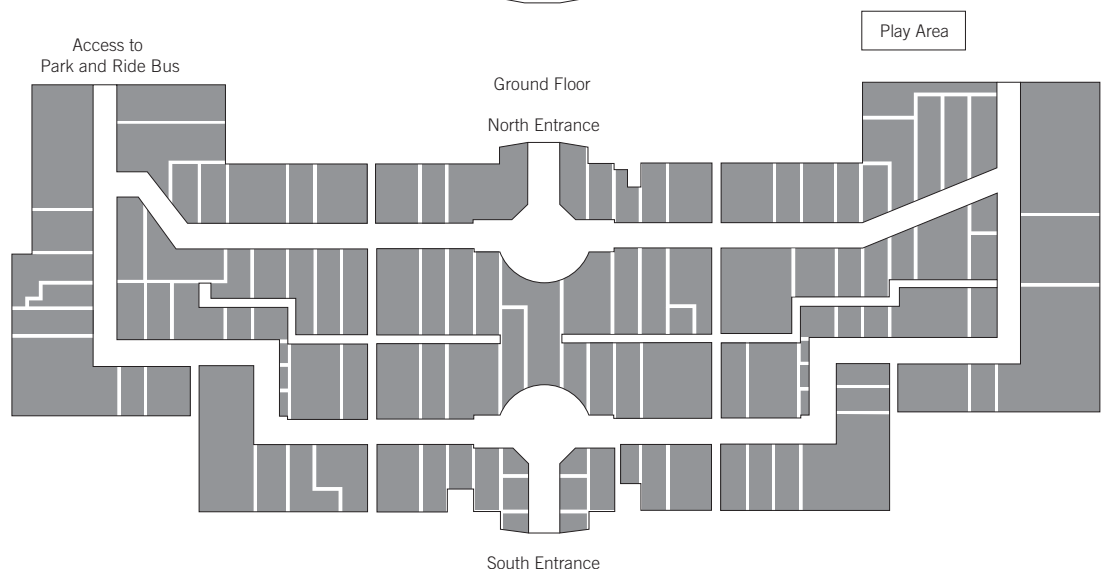 Play Area
Access to
Park and Ride Bus
Ground Floor
North Entrance
South Entrance